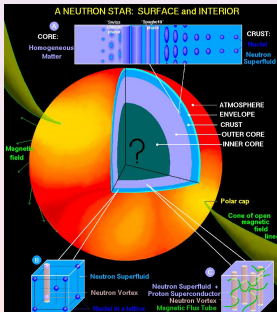 A NEUTRON STAR: SURFACE and INTERIOR
A
CORE:
Homogeneous
Matter
CRUST:
Neutron
Superfluid
ATMOSPHERE
ENVELOPE
CRUST
OUTER CORE
INNER CORE
?
Magnetic
field
Polar cap
Cone of open
magnetic
field
lines
B
Neutron Superfluid
Neutron Vortex
C
Neutron Superfluid +
Proton Superconductor
Neutron Vortex
Magnetic Flux Tube